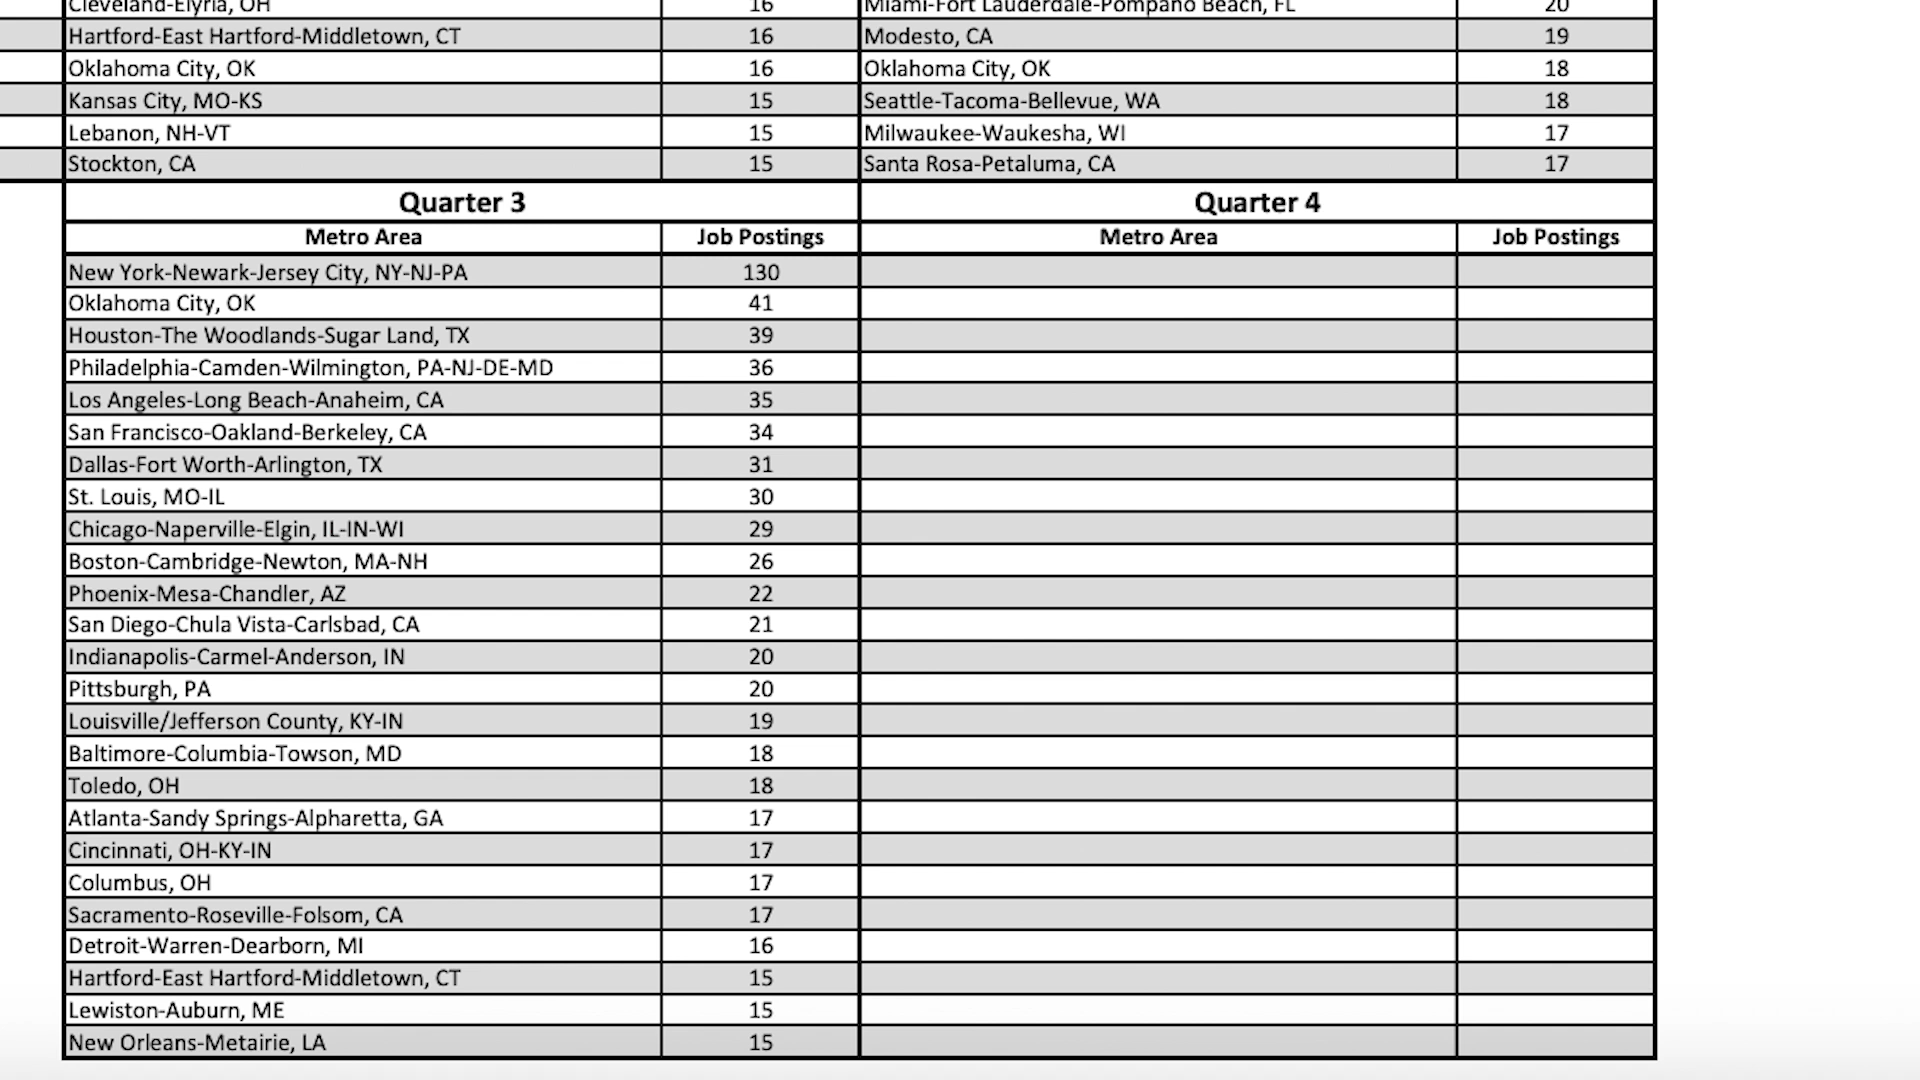 Cleveland-Elyria, OH 16 Miami-Fort Lauderdale-Pompano Beach, FL 20
Hartford-East Hartford-Middletown, CT 16 Modesto, CA 19
Oklahoma City, OK 16 Oklahoma City, OK 18
Kansas City, MO-KS 15 Seattle-Tacoma-Bellevue, WA 18
Lebanon, NH-VT 15 Milwaukee-Waukesha, WI 17
Stockton, CA 15 Santa Rosa-Petaluma, CA 17
Quarter 3 Quarter 4
Metro Area Job Postings Metro Area Job Postings
New York-Newark-Jersey City, NY-NJ-PA 130
Oklahoma City, OK 41
Houston-The Woodlands-Sugar Land, TX 39
Philadelphia-Camden-Wilmington, PA-NJ-DE-MD 36
Los Angeles-Long Beach-Anaheim, CA 35
San Francisco-Oakland-Berkeley, CA 34
Dallas-Fort Worth-Arlington, TX 31
St. Louis, MO-IL 30
Chicago-Naperville-Elgin, IL-IN-WI 29
Boston-Cambridge-Newton, MA-NH 26
Phoenix-Mesa-Chandler, AZ 22
San Diego-Chula Vista-Carlsbad, CA 21
Indianapolis-Carmel-Anderson, IN 20
Pittsburgh, PA 20
Louisville/Jefferson County, KY-IN 19
Baltimore-Columbia-Towson, MD 18
Toledo, OH 18
Atlanta-Sandy Springs-Alpharetta, GA 17
Cincinnati, OH-KY-IN 17
Columbus, OH 17
Sacramento-Roseville-Folsom, CA 17
Detroit-Warren-Dearborn, MI 16
Hartford-East Hartford-Middletown, CT 15
Lewiston-Auburn, ME 15
New Orleans-Metairie, LA 15